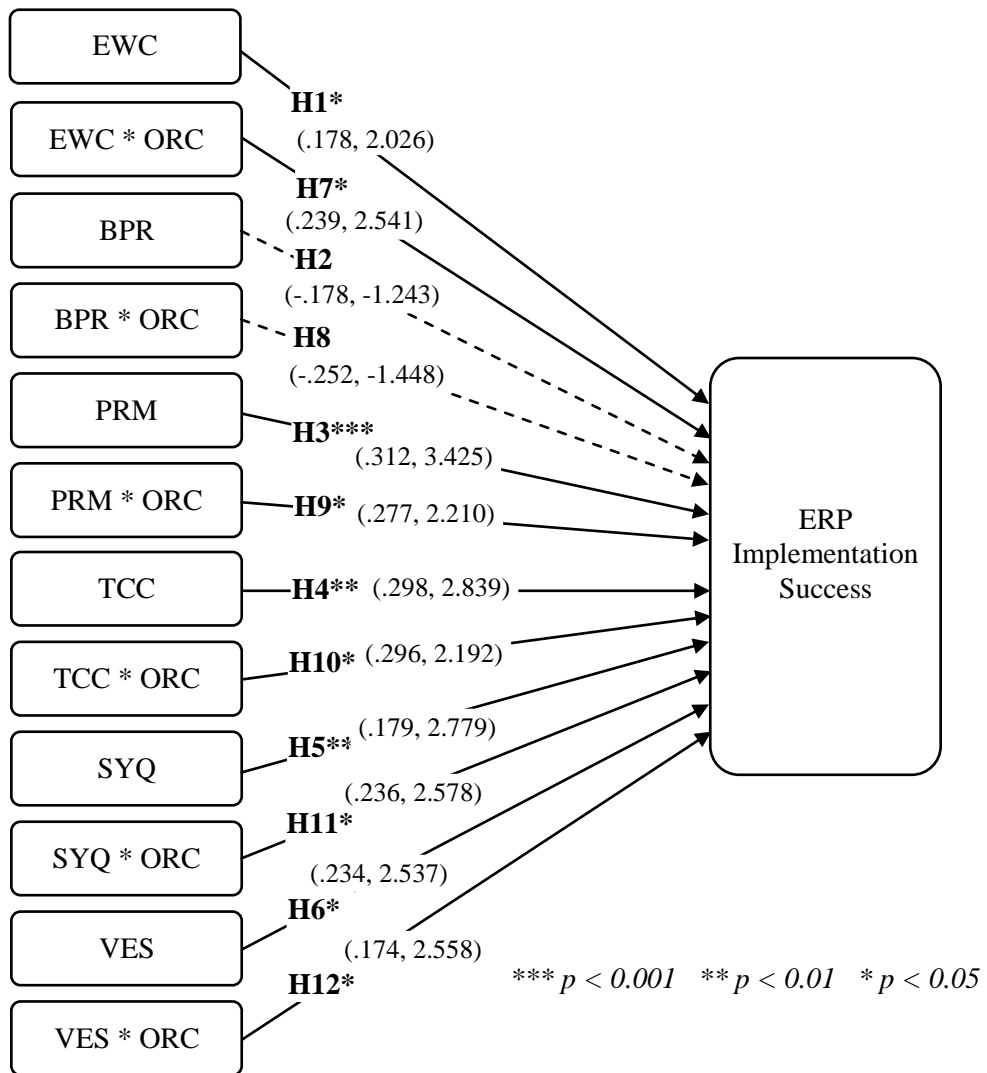 EWC
H1*
(.178, 2.026)
EWC * ORC
H7*
(.239, 2.541)
BPR
H2
(-.178, -1.243)
BPR * ORC
H8
(-.252, -1.448)
PRM
H3***
(.312, 3.425)
PRM * ORC
H9* (.277, 2.210)
TCC
H4** (.298, 2.839)
TCC * ORC
H10* (.296, 2.192)
SYQ
H5**
(.179, 2.779)
SYQ * ORC
H11*
(.236, 2.578)
VES
H6*
(.234, 2.537)
VES * ORC
H12*
(.174, 2.558)
ERP
Implementation
Success
*** p < 0.001 ** p < 0.01 * p < 0.05